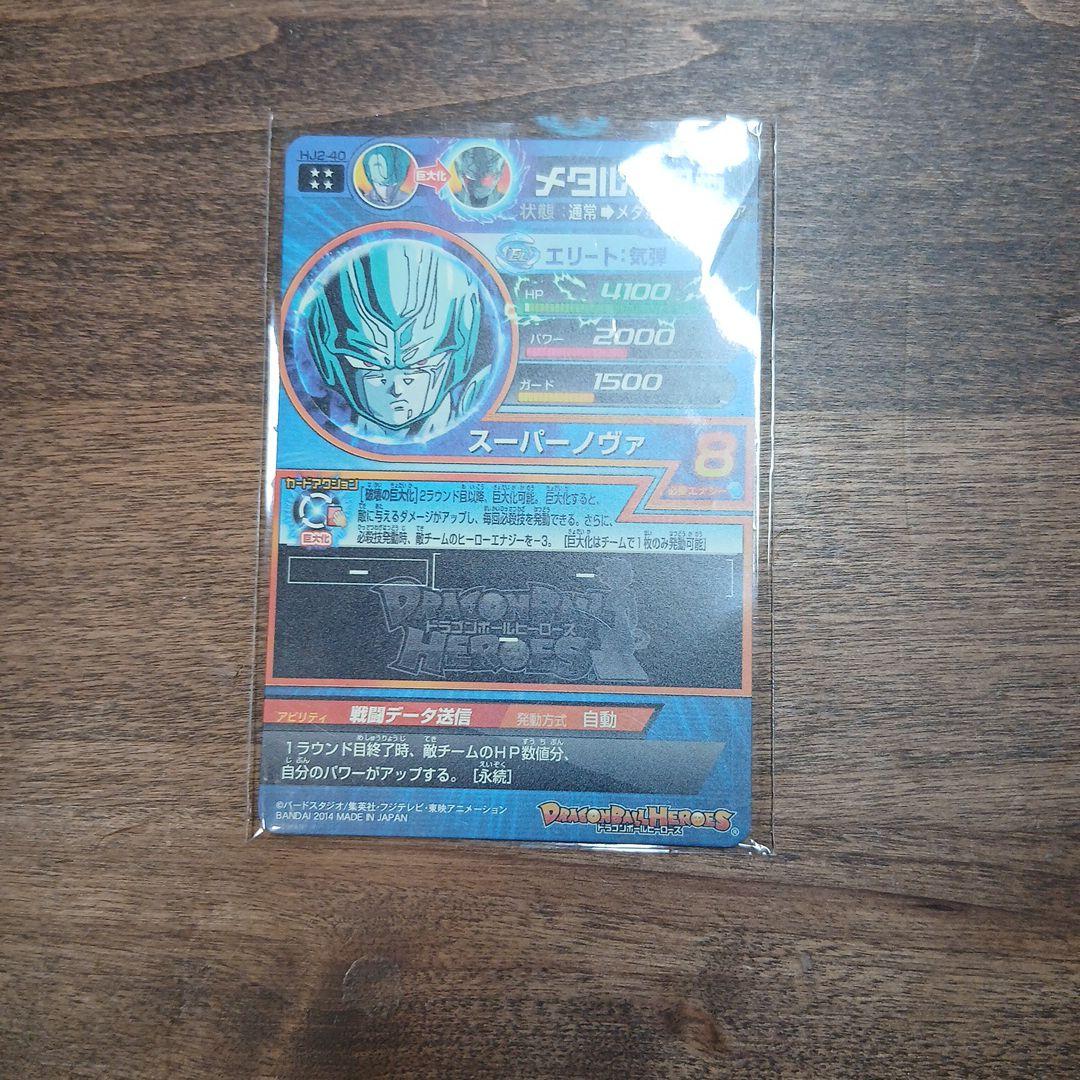 HJ2-40
巨大化
メタル
状態:通常➡メタ
エリート:気弾
HP 4100
パワー 2000
ガード 1500
スーパーノヴァ
8
必要エナジー
カードアクション
巨大化
[破壊の巨大化]2ラウンド目以降、巨大化可能。巨大化すると、
敵に与えるダメージがアップし、毎回必殺技を発動できる。さらに、
必殺技発動時、敵チームのヒーローエナジーを-3。 [巨大化はチームで1枚のみ発動可能]
DRAGONBALL
ドラゴンボールヒーローズ
HEROES
アビリティ 戦闘データ送信 発動方式 自動
1ラウンド目終了時、敵チームのHP数値分、
自分のパワーがアップする。 [永続]
©バードスタジオ/集英社・フジテレビ・東映アニメーション
BANDAI 2014 MADE IN JAPAN
DRAGONBALL HEROES
ドラゴンボールヒーローズ
®